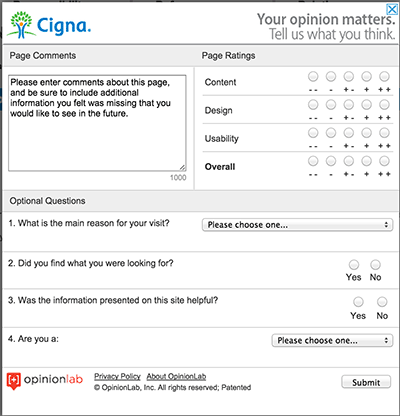 Cigna.
Your opinion matters.
Tell us what you think.
Page Comments
Page Ratings
Please enter comments about this page,
and be sure to include additional
information you felt was missing that you
would like to see in the future.
1000
Content
-- - +- + ++
Design
-- - +- + ++
Usability
-- - +- + ++
Overall
-- - +- + ++
Optional Questions
1. What is the main reason for your visit?
Please choose one...
2. Did you find what you were looking for?
Yes No
3. Was the information presented on this site helpful?
Yes No
4. Are you a:
Please choose one...
opinionlab
Privacy Policy About OpinionLab
© OpinionLab, Inc. All rights reserved; Patented
Submit